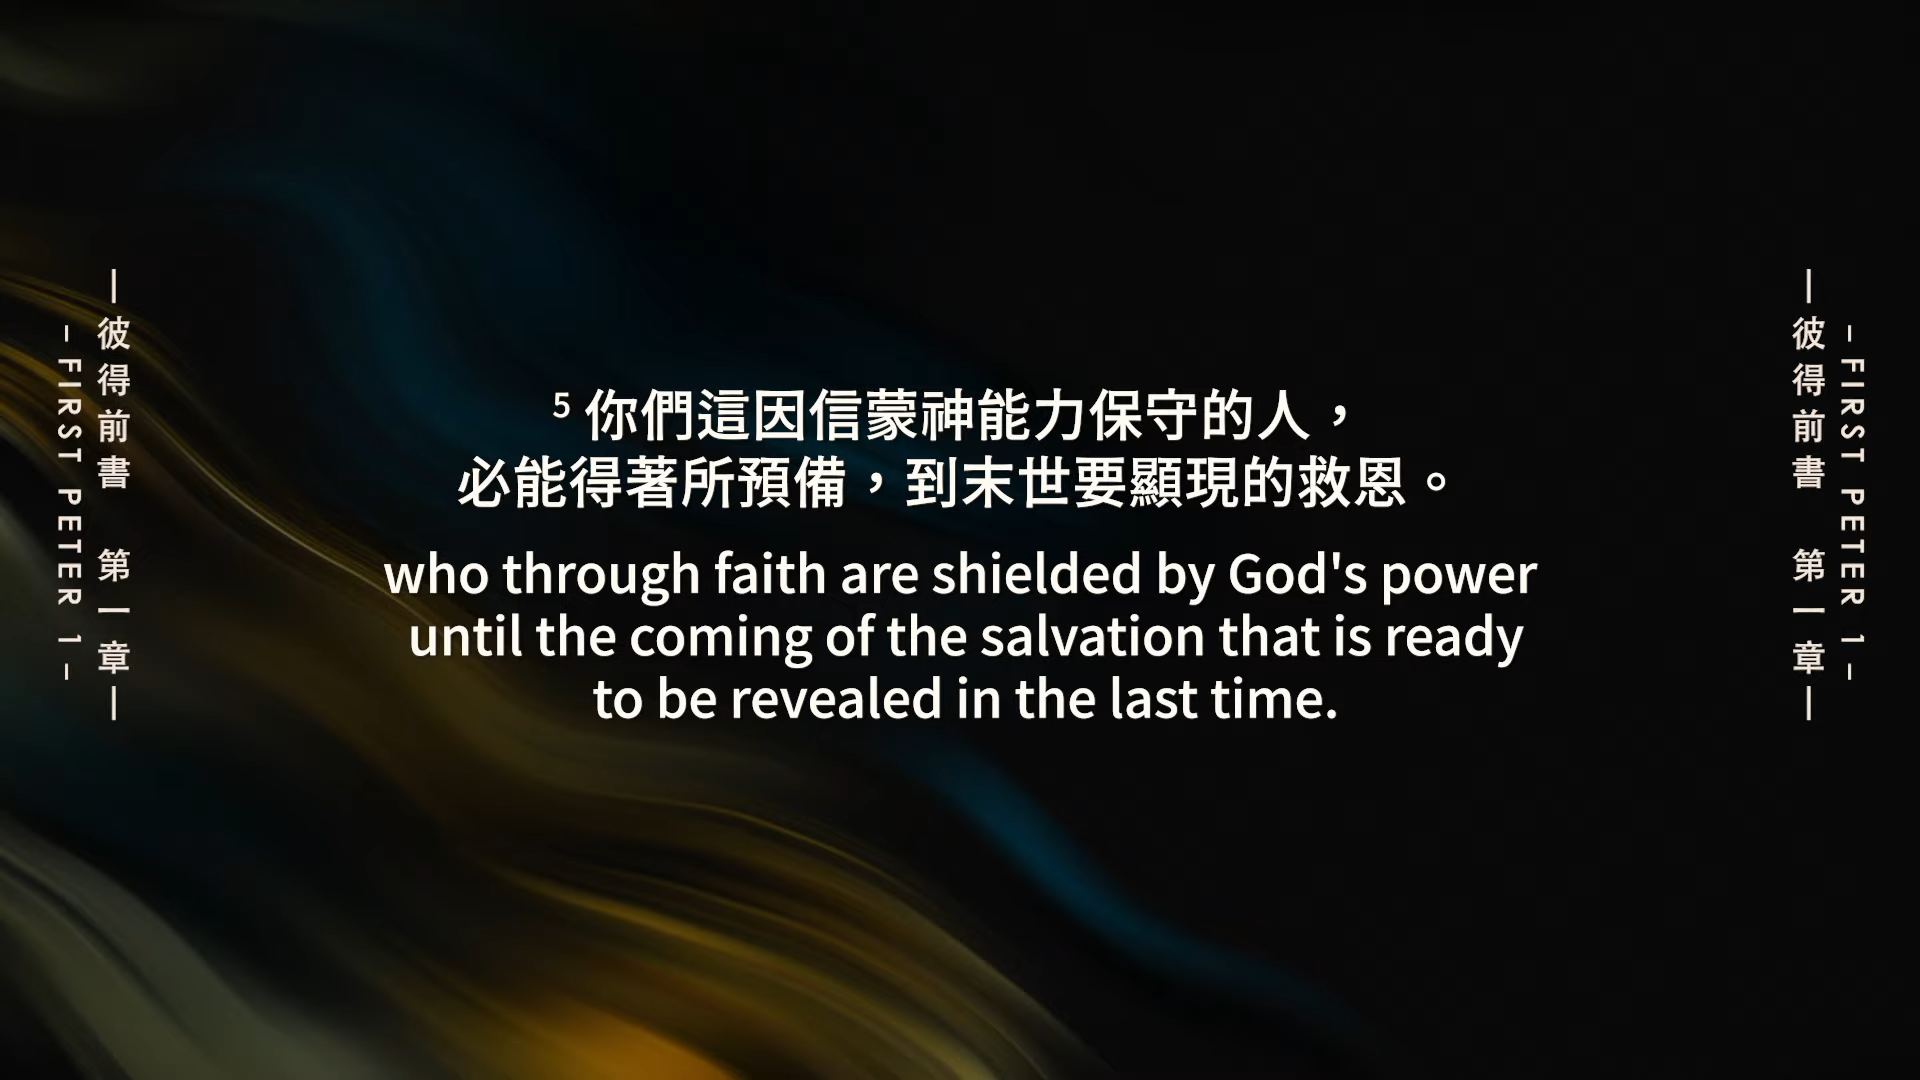 — 彼得前書 第一章 —
– FIRST PETER 1 –
5 你們這因信蒙神能力保守的人，
必能得著所預備，到末世要顯現的救恩。
who through faith are shielded by God's power
until the coming of the salvation that is ready
to be revealed in the last time.
— 彼得前書 第一章 —
– FIRST PETER 1 –